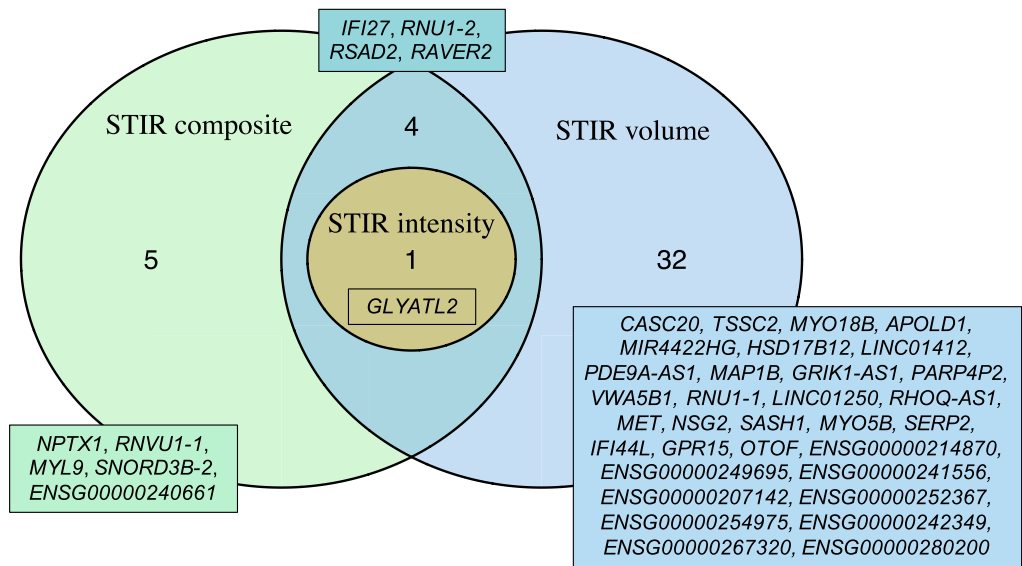 IFI27, RNU1-2,
RSAD2, RAVER2
STIR composite
4
STIR volume
STIR intensity
5
1
32
GLYATL2
CASC20, TSSC2, MYO18B, APOLD1,
MIR4422HG, HSD17B12, LINC01412,
PDE9A-AS1, MAP1B, GRIK1-AS1, PARP4P2,
VWA5B1, RNU1-1, LINC01250, RHOQ-AS1,
MET, NSG2, SASH1, MYO5B, SERP2,
IFI44L, GPR15, OTOF, ENSG00000214870,
ENSG00000249695, ENSG00000241556,
ENSG00000207142, ENSG00000252367,
ENSG00000254975, ENSG00000242349,
ENSG00000267320, ENSG00000280200
NPTX1, RNVU1-1,
MYL9, SNORD3B-2,
ENSG00000240661